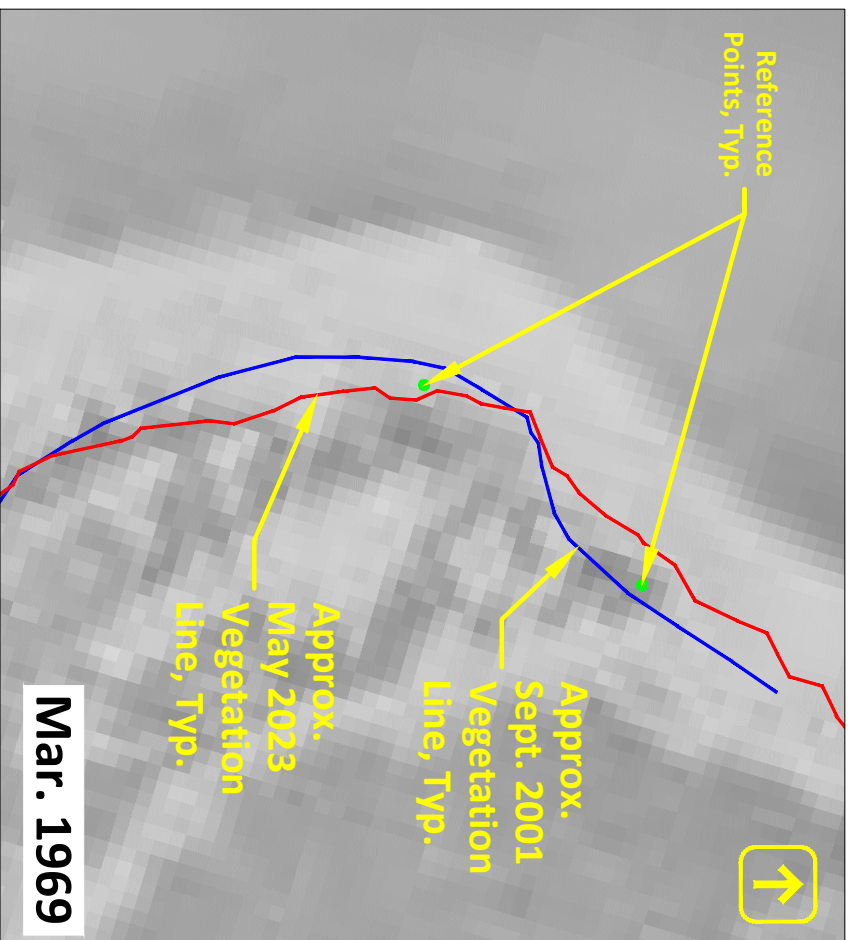 Reference
Points, Typ.
Approx.
Sept. 2001
Vegetation
Line, Typ.
Approx.
May 2023
Vegetation
Line, Typ.
Mar. 1969